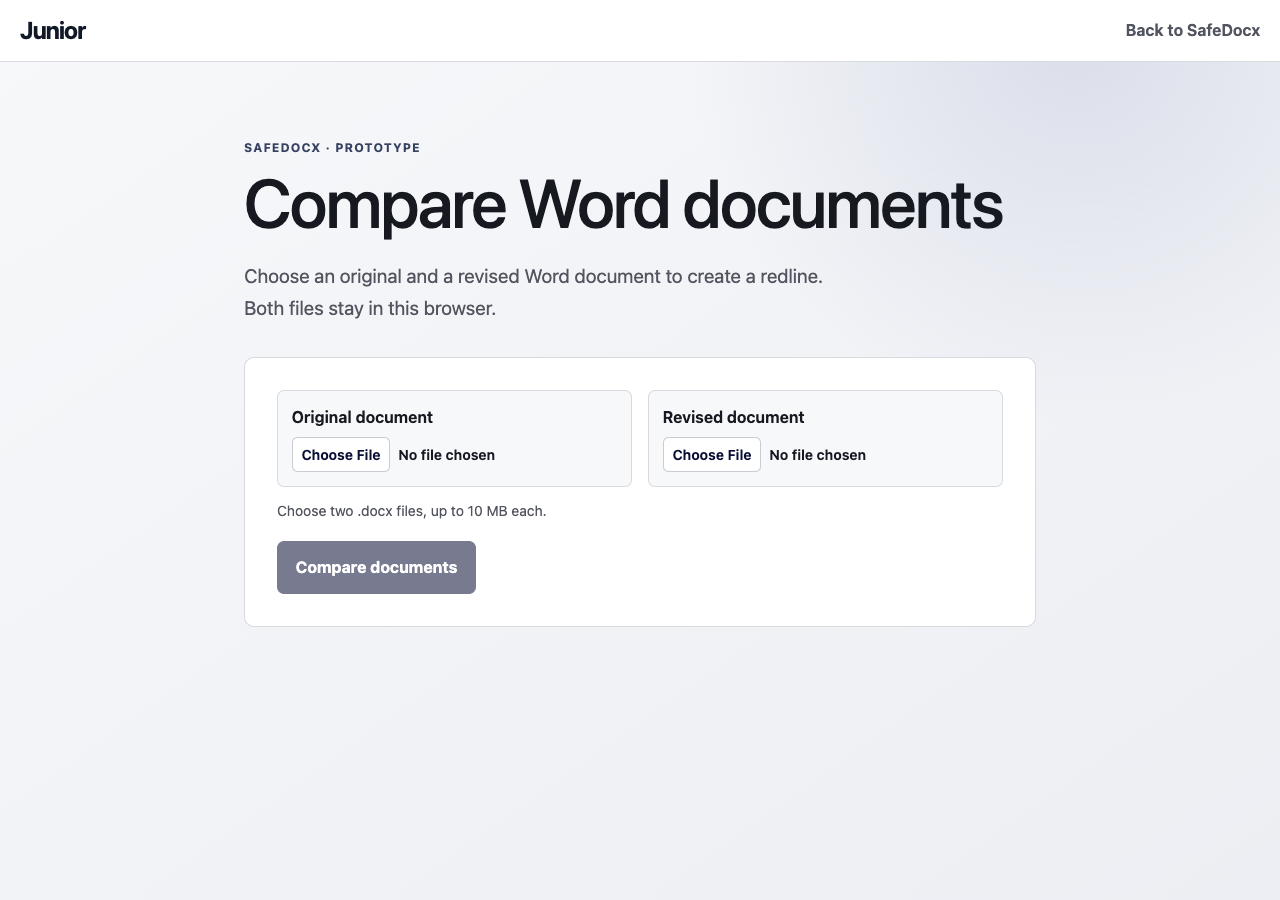 Junior
Back to SafeDocx
SAFEDOCX · PROTOTYPE
Compare Word documents
Choose an original and a revised Word document to create a redline.
Both files stay in this browser.
Original document
Choose File No file chosen
Revised document
Choose File No file chosen
Choose two .docx files, up to 10 MB each.
Compare documents